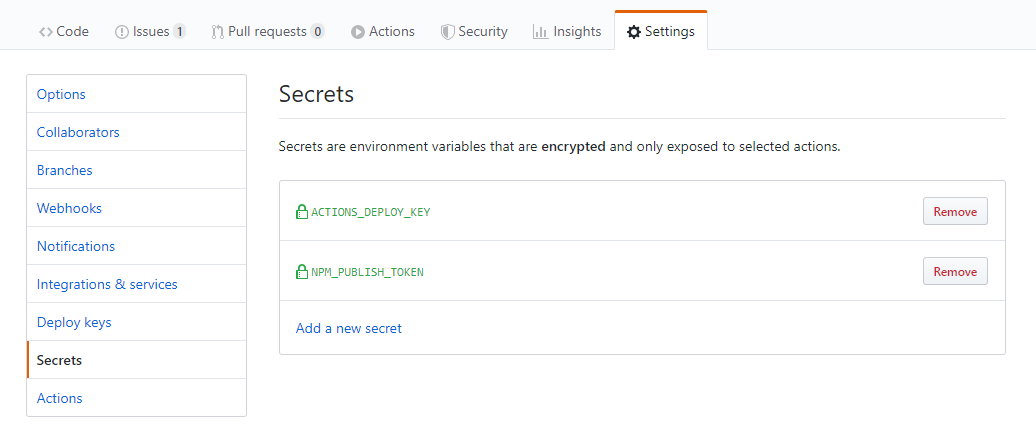 Code Issues 1 Pull requests 0 Actions Security Insights Settings
Options
Collaborators
Branches
Webhooks
Notifications
Integrations & services
Deploy keys
Secrets
Actions
Secrets
Secrets are environment variables that are encrypted and only exposed to selected actions.
ACTIONS_DEPLOY_KEY Remove
NPM_PUBLISH_TOKEN Remove
Add a new secret